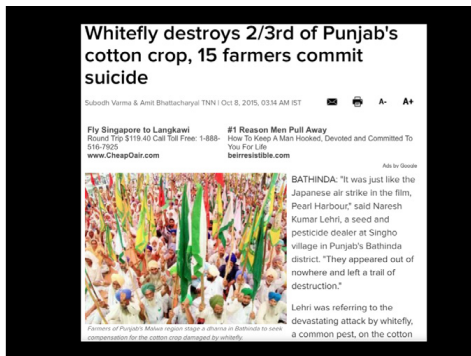 Whitefly destroys 2/3rd of Punjab's
cotton crop, 15 farmers commit
suicide
Subodh Varma & Amit Bhattacharyal TNN | Oct 8, 2015, 03.14 AM IST
A- A+
Fly Singapore to Langkawi
Round Trip $119.40 Call Toll Free: 1-888-
516-7925
www.CheapOair.com
#1 Reason Men Pull Away
How To Keep A Man Hooked, Devoted and Committed To
You For Life
beirresistible.com
Ads by Google
BATHINDA: "It was just like the
Japanese air strike in the film,
Pearl Harbour," said Naresh
Kumar Lehri, a seed and
pesticide dealer at Singho
village in Punjab's Bathinda
district. "They appeared out of
nowhere and left a trail of
destruction."
Lehri was referring to the
devastating attack by whitefly,
a common pest, on the cotton
Farmers of Punjab's Malwa region stage a dharna in Bathinda to seek
compensation for the cotton crop damaged by whitefly.